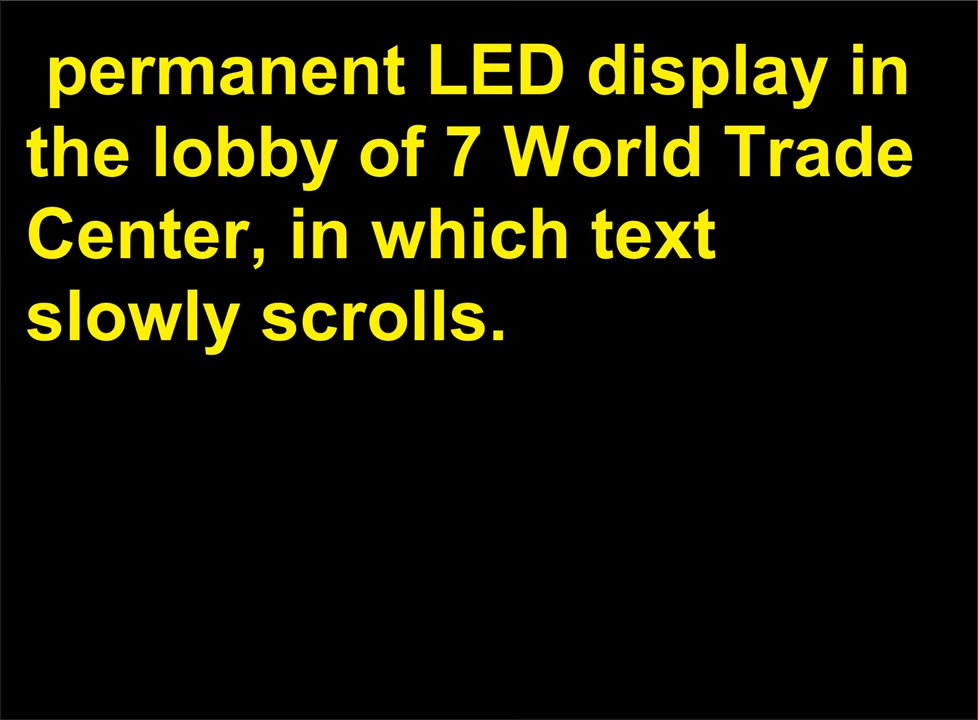 permanent LED display in
the lobby of 7 World Trade
Center, in which text
slowly scrolls.